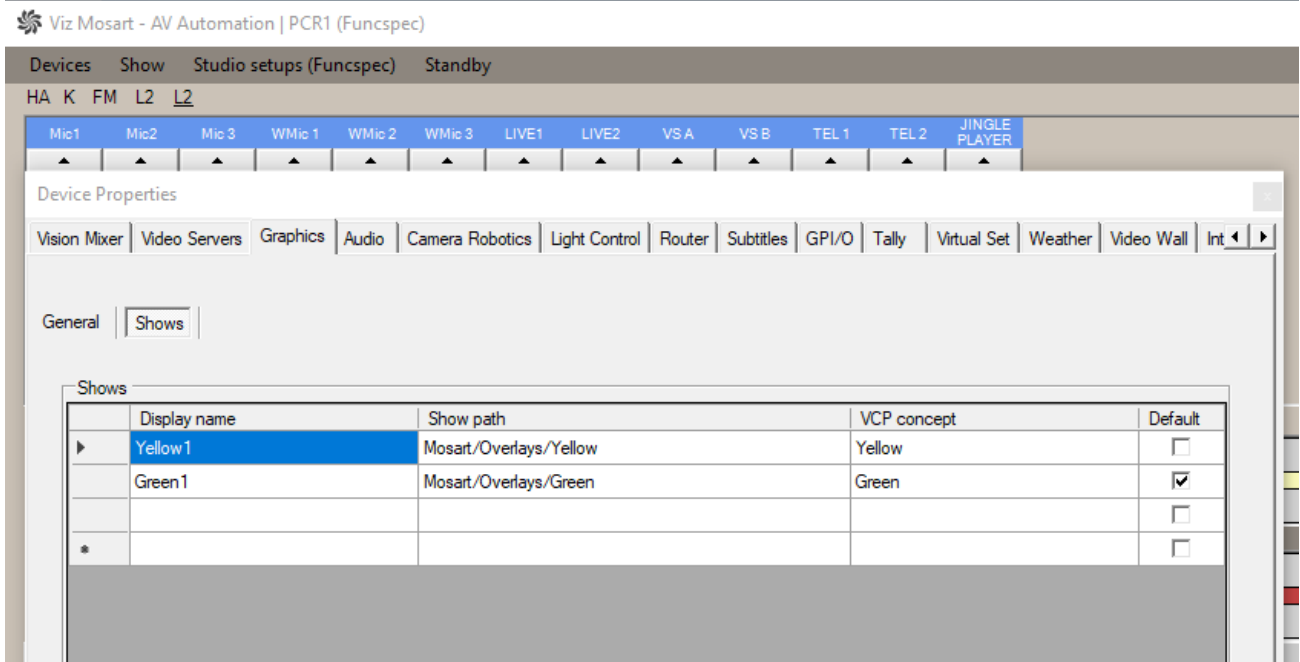 Viz Mosart - AV Automation | PCR1 (Funcspec)
Devices Show Studio setups (Funcspec) Standby
HA K FM L2 L2
Mic1 Mic2 Mic 3 WMic 1 WMic 2 WMic 3 LIVE1 LIVE2 VS A VS B TEL 1 TEL 2 JINGLE PLAYER
Device Properties
Vision Mixer Video Servers Graphics Audio Camera Robotics Light Control Router Subtitles GPI/O Tally Virtual Set Weather Video Wall Int
General Shows
Shows
Display name Show path VCP concept Default
Yellow1 Mosart/Overlays/Yellow Yellow
Green1 Mosart/Overlays/Green Green